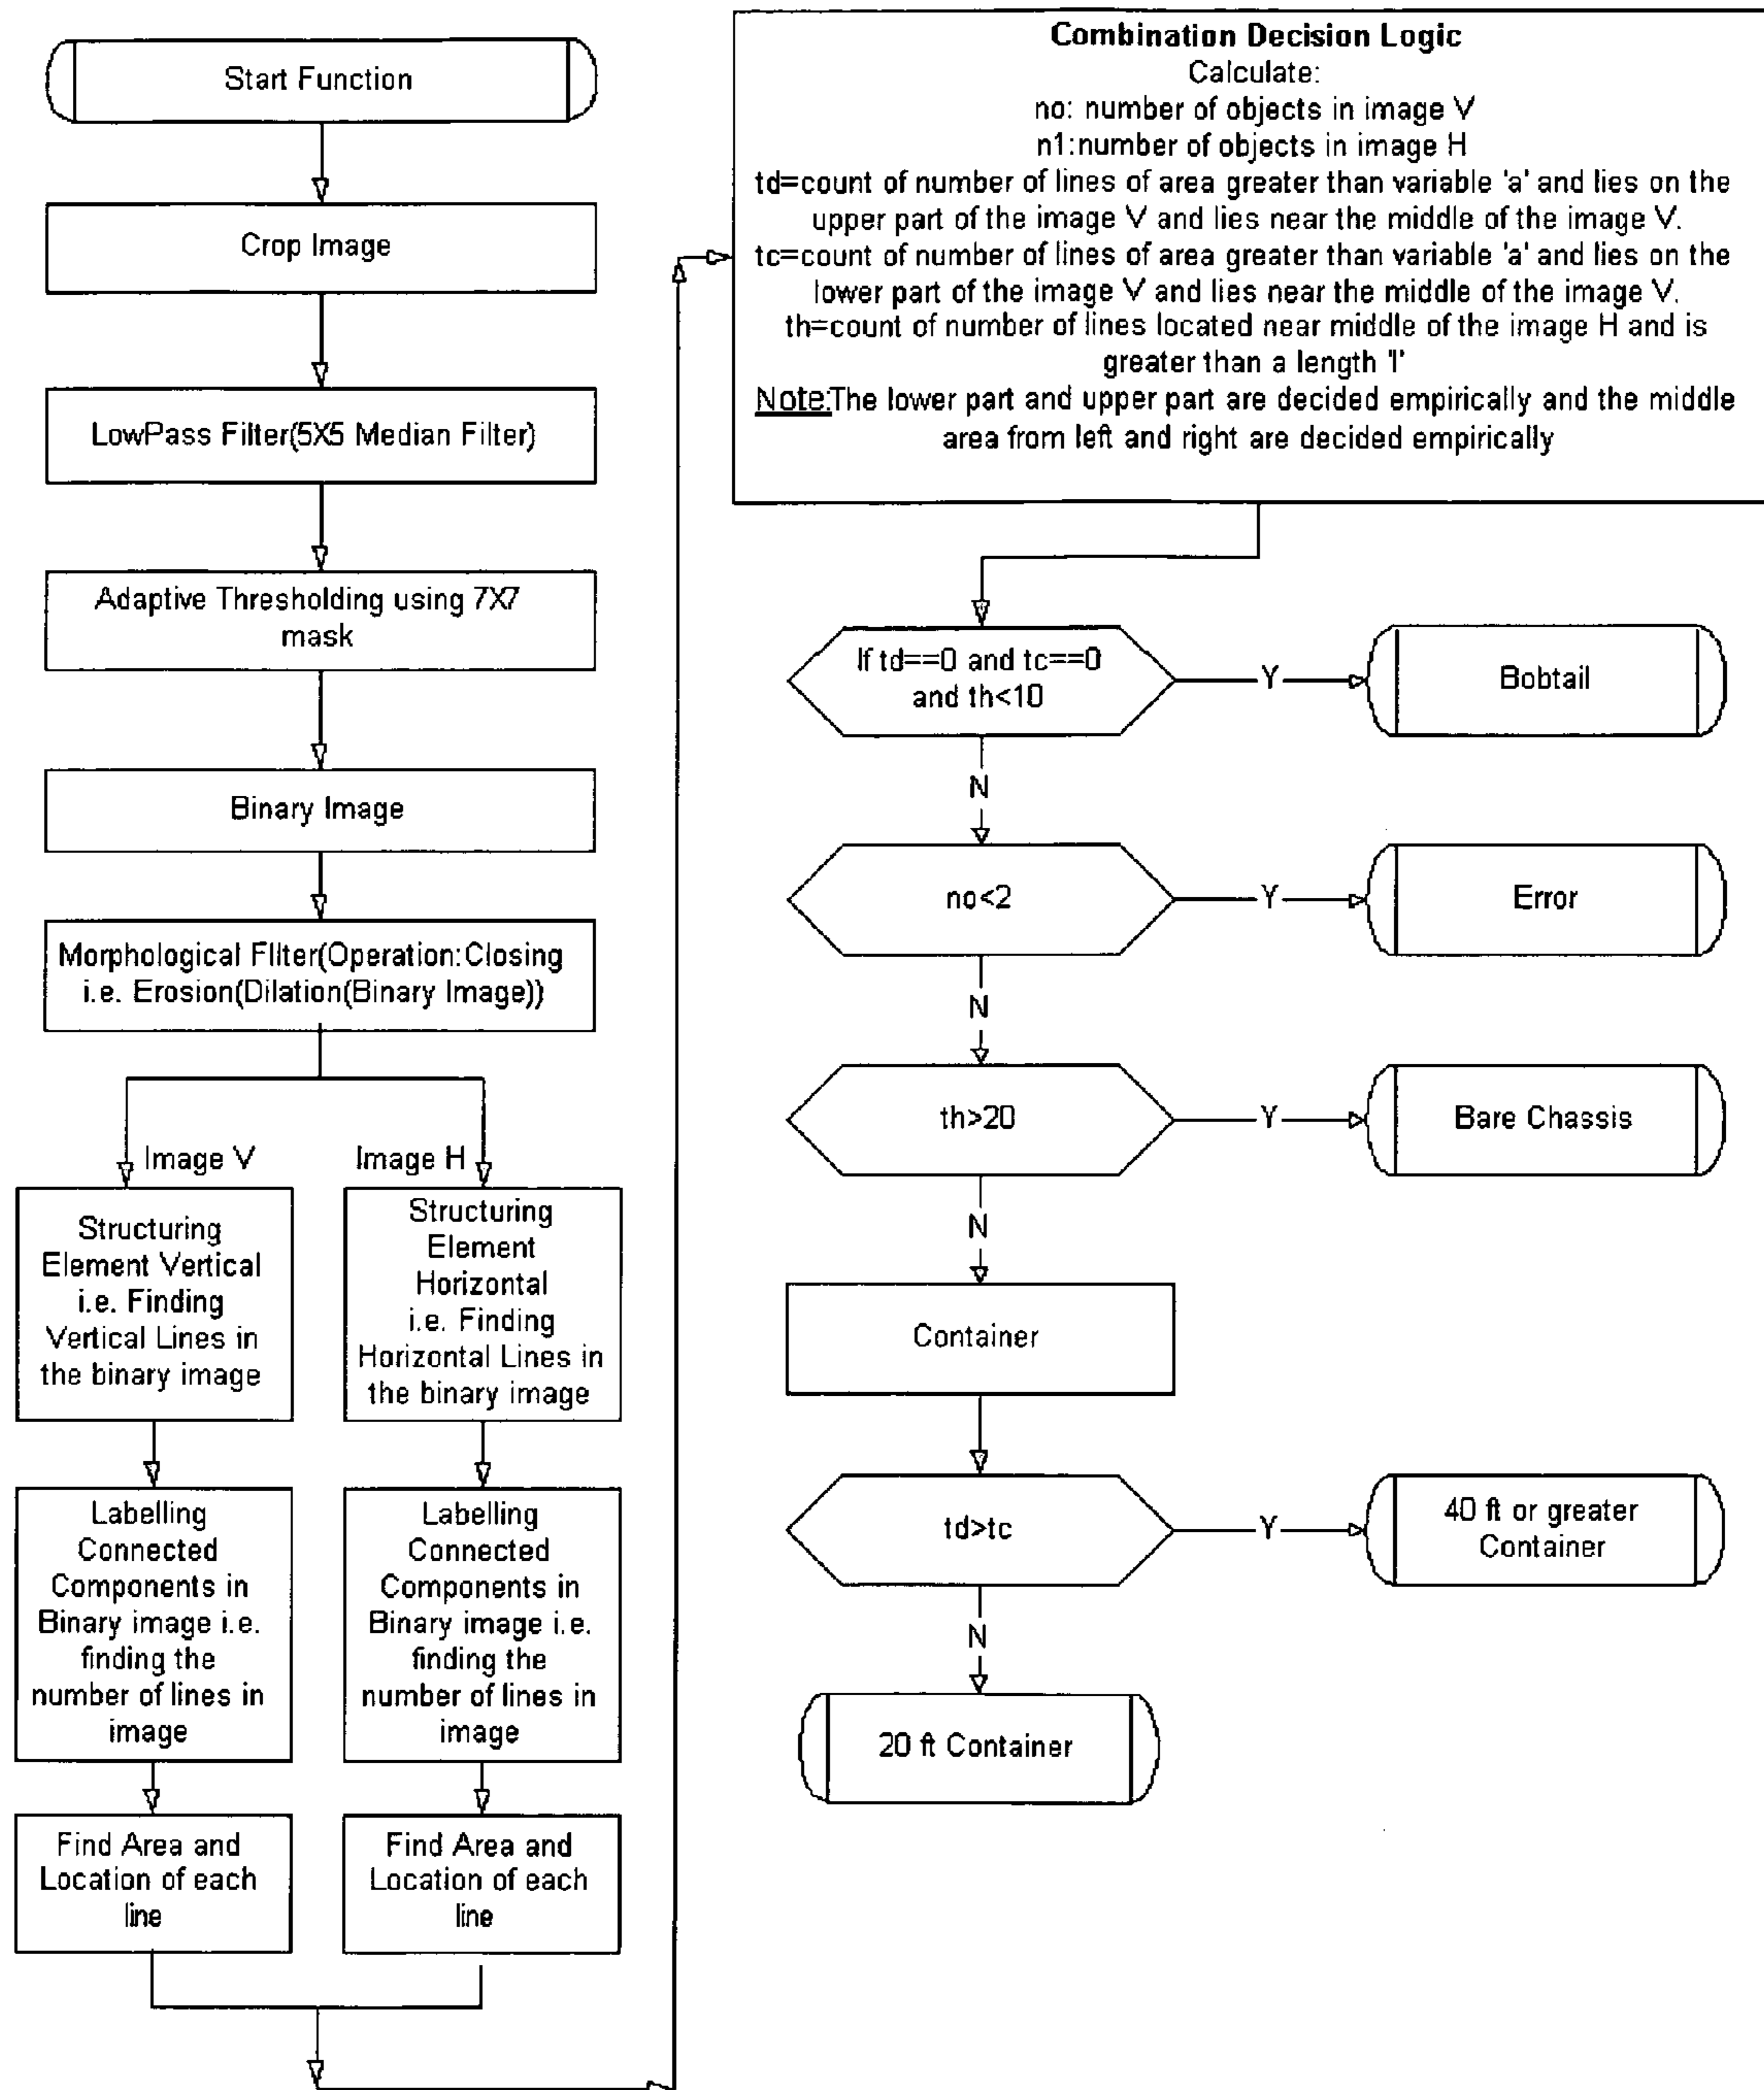 Start Function
Crop Image
LowPass Filter(5X5 Median Filter)
Adaptive Thresholding using 7X7
mask
Binary Image
Morphological Filter(Operation:Closing
i.e. Erosion(Dilation(Binary Image))
Image V
Image H
Structuring
Element Vertical
i.e. Finding
Vertical Lines in
the binary image
Structuring
Element
Horizontal
i.e. Finding
Horizontal Lines in
the binary image
Labelling
Connected
Components in
Binary image i.e.
finding the
number of lines in
image
Labelling
Connected
Components in
Binary image i.e.
finding the
number of lines in
image
Find Area and
Location of each
line
Find Area and
Location of each
line
Combination Decision Logic
Calculate:
no: number of objects in image V
n1:number of objects in image H
td=count of number of lines of area greater than variable 'a' and lies on the
upper part of the image V and lies near the middle of the image V.
tc=count of number of lines of area greater than variable 'a' and lies on the
lower part of the image V and lies near the middle of the image V.
th=count of number of lines located near middle of the image H and is
greater than a length 'l'
Note:The lower part and upper part are decided empirically and the middle
area from left and right are decided empirically
If td==0 and tc==0
and th<10
Y
Bobtail
N
no<2
Y
Error
N
th>20
Y
Bare Chassis
N
Container
td>tc
Y
40 ft or greater
Container
N
20 ft Container